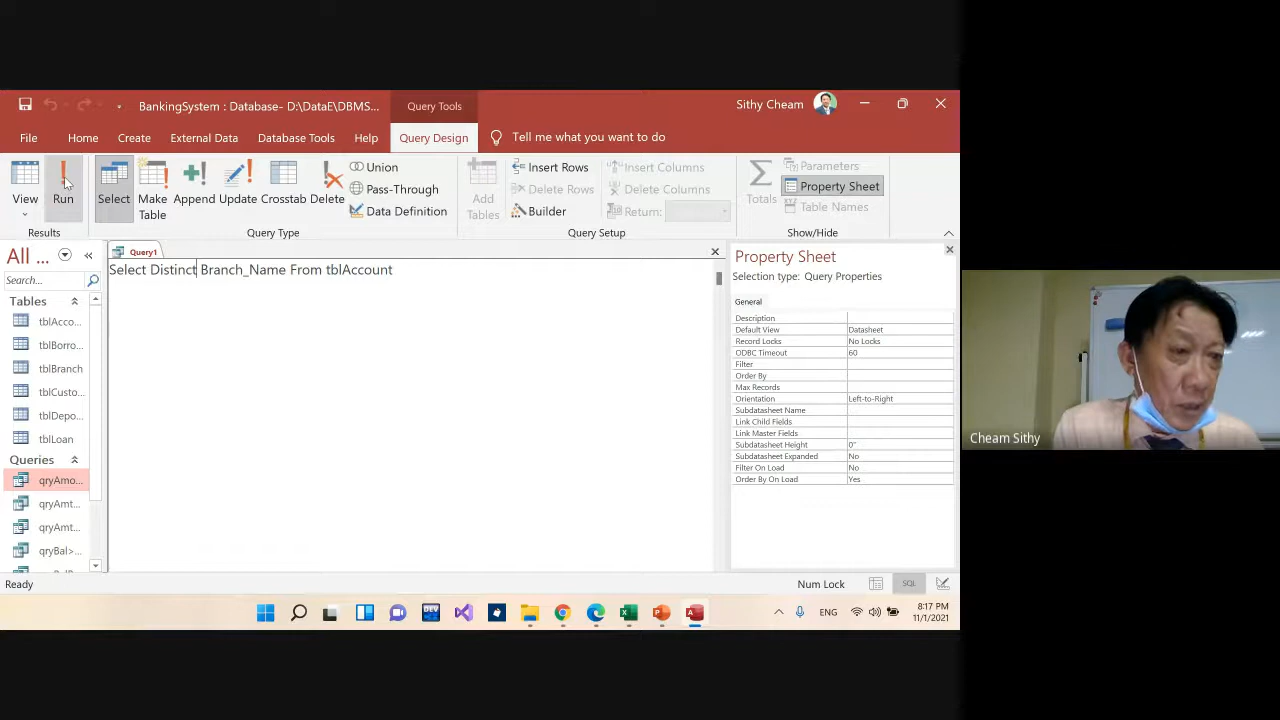 BankingSystem : Database- D:\DataE\DBMS...
Query Tools
Sithy Cheam
File
Home
Create
External Data
Database Tools
Help
Query Design
Tell me what you want to do
View
Run
Select
Make
Table
Append
Update
Crosstab
Delete
Union
Pass-Through
Data Definition
Add
Tables
Insert Rows
Delete Rows
Builder
Insert Columns
Delete Columns
Return:
Totals
Parameters
Property Sheet
Table Names
Results
Query Type
Query Setup
Show/Hide
All ...
Search...
Tables
tblAcco...
tblBorro...
tblBranch
tblCusto...
tblDepo...
tblLoan
Queries
qryAmo...
qryAmt...
qryAmt...
qryBal>...
Query1
Select Distinct Branch_Name From tblAccount
Property Sheet
Selection type: Query Properties
General
Description
Default View Datasheet
Record Locks No Locks
ODBC Timeout 60
Filter
Order By
Max Records
Orientation Left-to-Right
Subdatasheet Name
Link Child Fields
Link Master Fields
Subdatasheet Height 0"
Subdatasheet Expanded No
Filter On Load No
Order By On Load Yes
Cheam Sithy
Ready
Num Lock
SQL
DEV
ENG
8:17 PM
11/1/2021